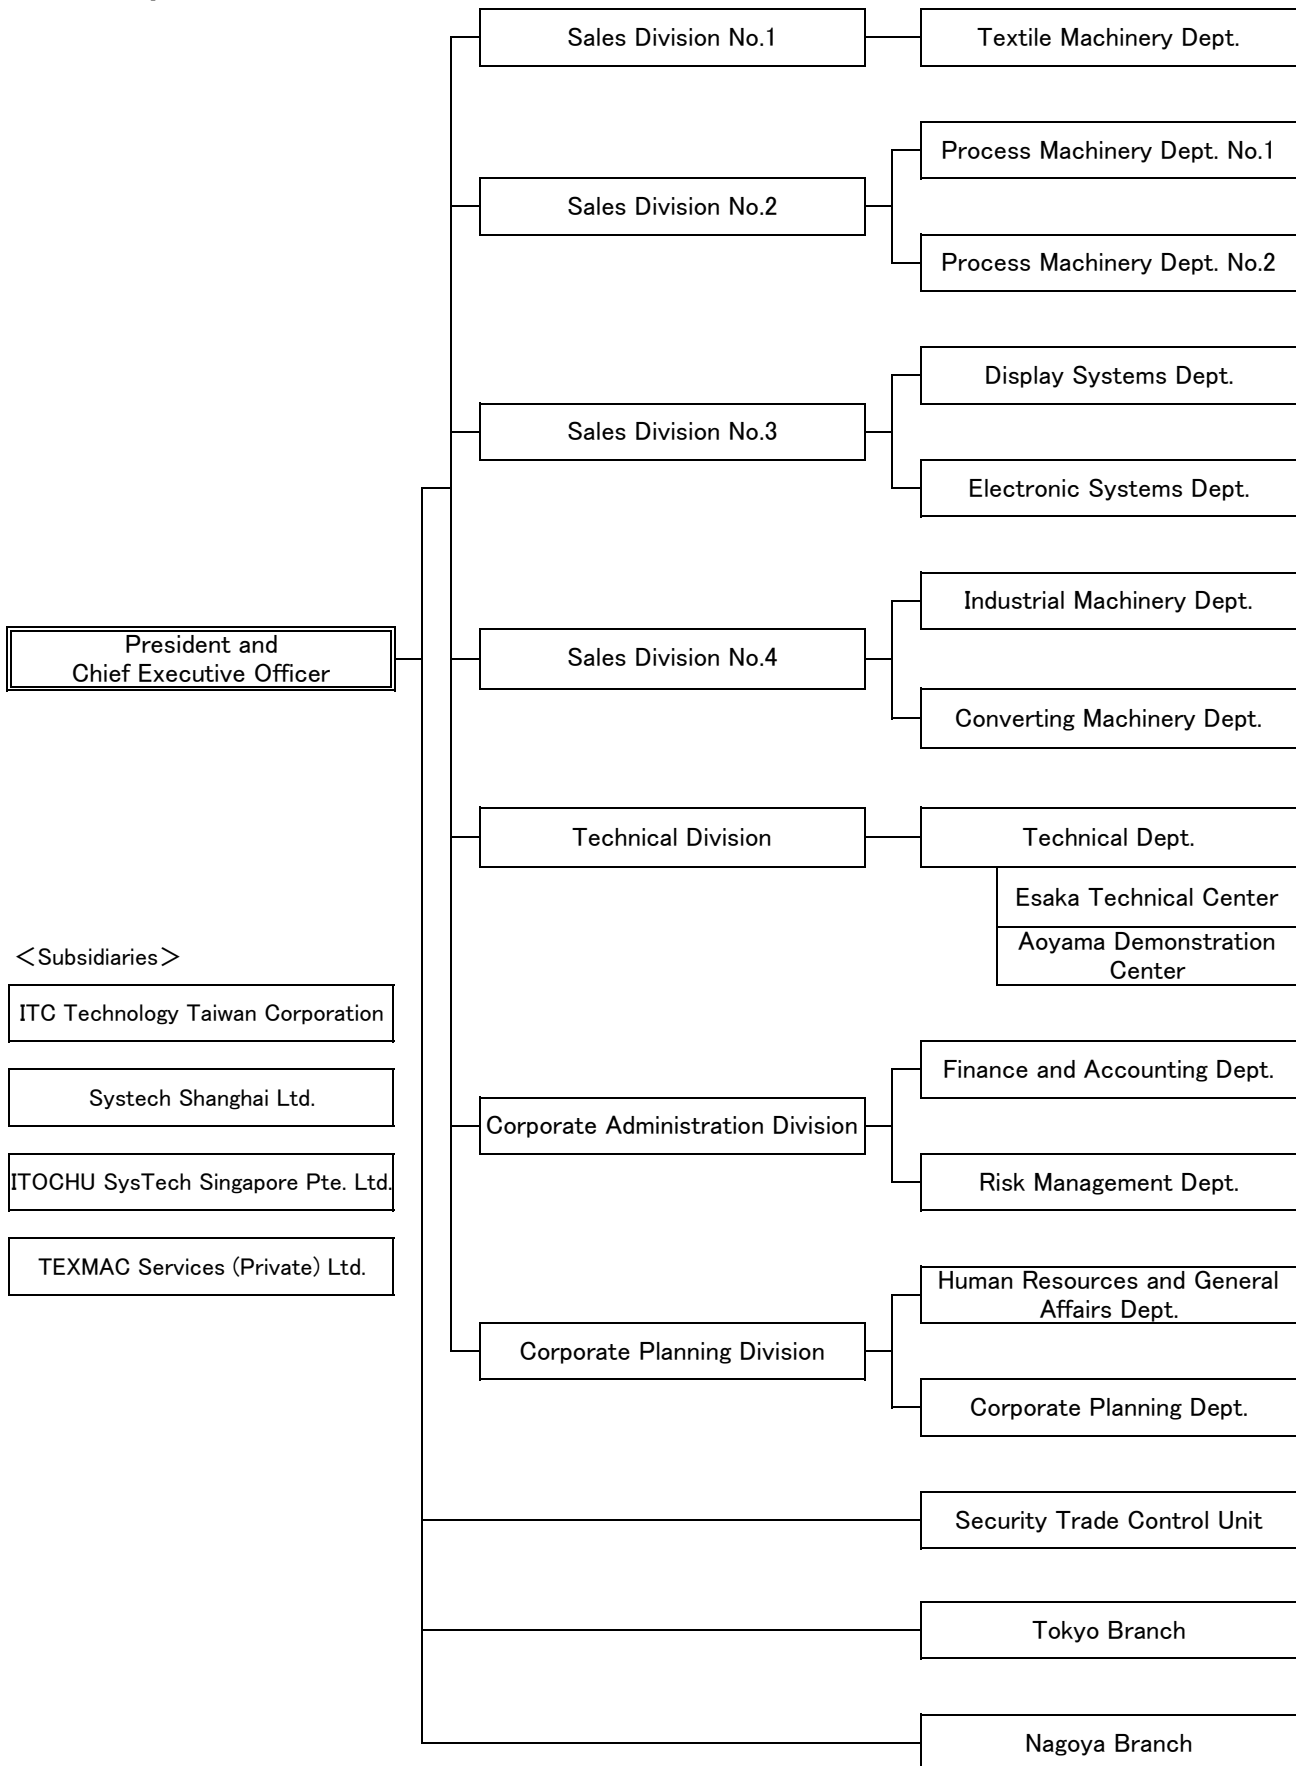 Sales Division No.1
Textile Machinery Dept.
Process Machinery Dept. No.1
Sales Division No.2
Process Machinery Dept. No.2
Display Systems Dept.
Sales Division No.3
Electronic Systems Dept.
Industrial Machinery Dept.
President and
Chief Executive Officer
Sales Division No.4
Converting Machinery Dept.
Technical Division
Technical Dept.
Esaka Technical Center
Aoyama Demonstration
Center
＜Subsidiaries＞
ITC Technology Taiwan Corporation
Systech Shanghai Ltd.
ITOCHU SysTech Singapore Pte. Ltd.
TEXMAC Services (Private) Ltd.
Finance and Accounting Dept.
Corporate Administration Division
Risk Management Dept.
Human Resources and General
Affairs Dept.
Corporate Planning Division
Corporate Planning Dept.
Security Trade Control Unit
Tokyo Branch
Nagoya Branch